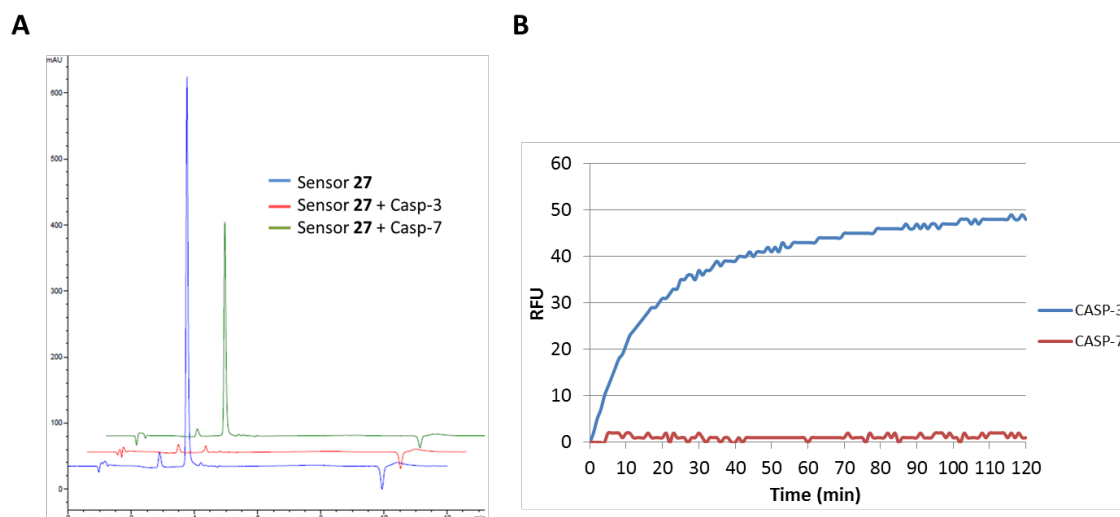 A
B
mAU
600
500
400
300
200
100
0
Sensor 27
Sensor 27 + Casp-3
Sensor 27 + Casp-7
60
50
40
30
20
10
0
RFU
0 10 20 30 40 50 60 70 80 90 100 110 120
Time (min)
CASP-3
CASP-7